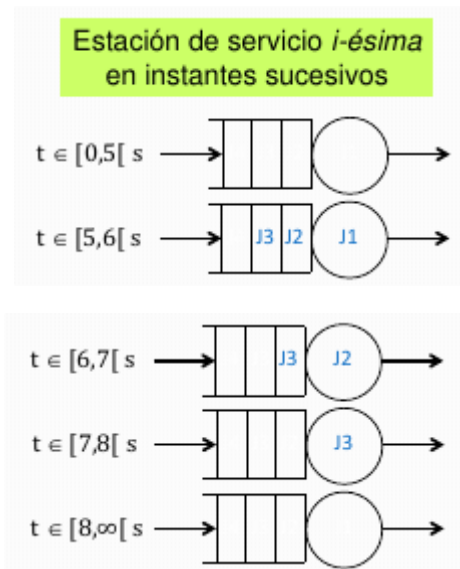 Estación de servicio i-ésima
en instantes sucesivos
t ∈ [0,5[ s
t ∈ [5,6[ s J3 J2 J1
t ∈ [6,7[ s J3 J2
t ∈ [7,8[ s J3
t ∈ [8,∞[ s